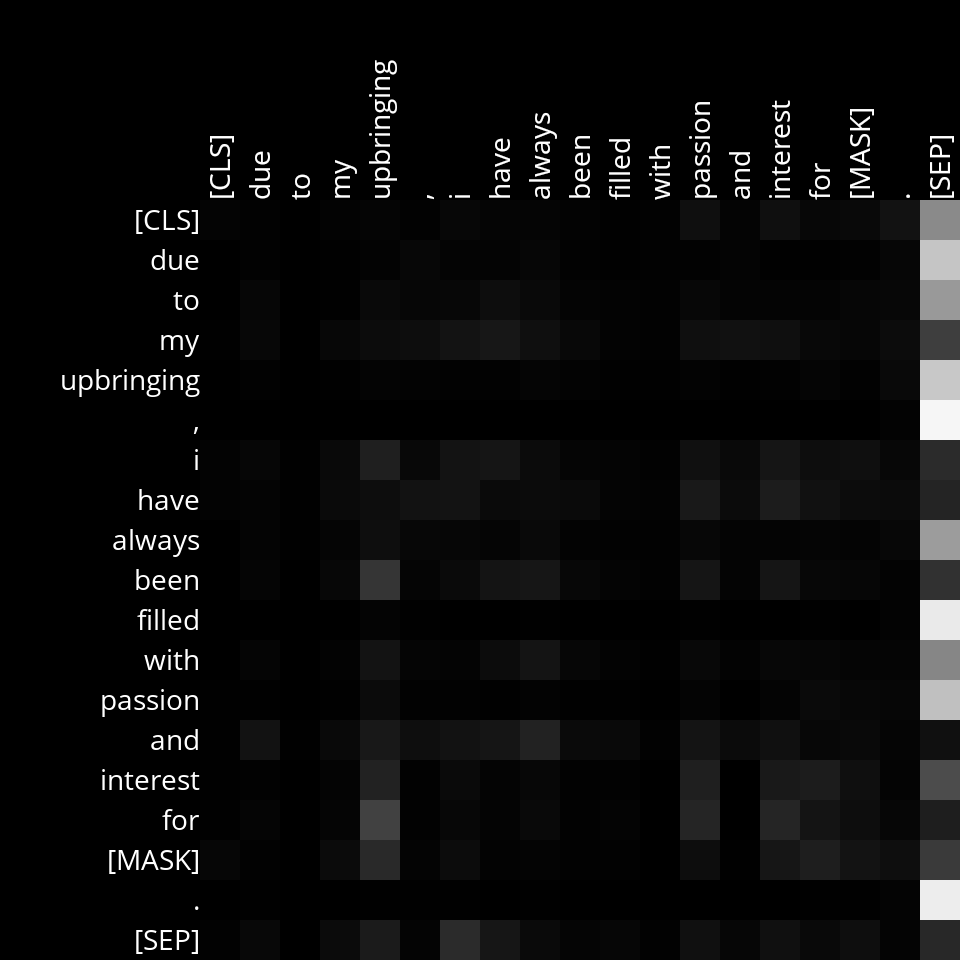 [CLS] due to my upbringing , i have always been filled with passion and interest for [MASK] . [SEP]
[CLS]
due
to
my
upbringing
,
i
have
always
been
filled
with
passion
and
interest
for
[MASK]
.
[SEP]